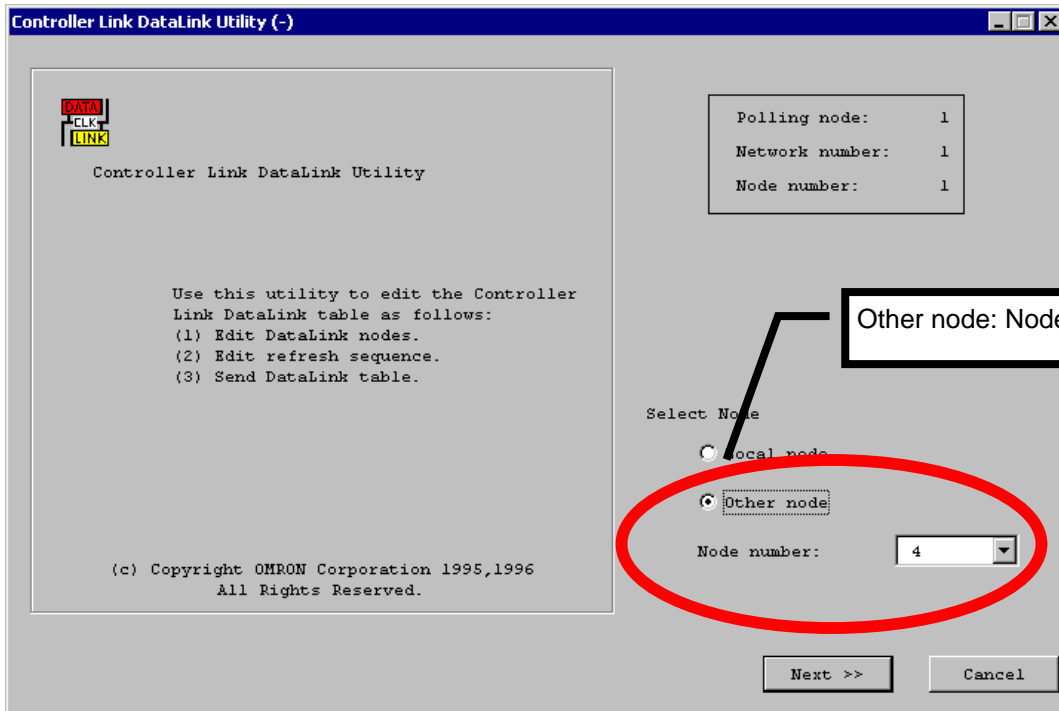 Controller Link DataLink Utility (-)
DATA
CLK
LINK
Controller Link DataLink Utility
Use this utility to edit the Controller
Link DataLink table as follows:
(1) Edit DataLink nodes.
(2) Edit refresh sequence.
(3) Send DataLink table.
(c) Copyright OMRON Corporation 1995,1996
All Rights Reserved.
Polling node: 1
Network number: 1
Node number: 1
Other node: Node
Select Node
Local node
Other node
Node number: 4
Next >>
Cancel